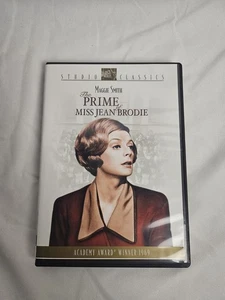 STUDIO CLASSICS
MAGGIE SMITH
The PRIME of
MISS JEAN BRODIE
ACADEMY AWARD® WINNER 1969